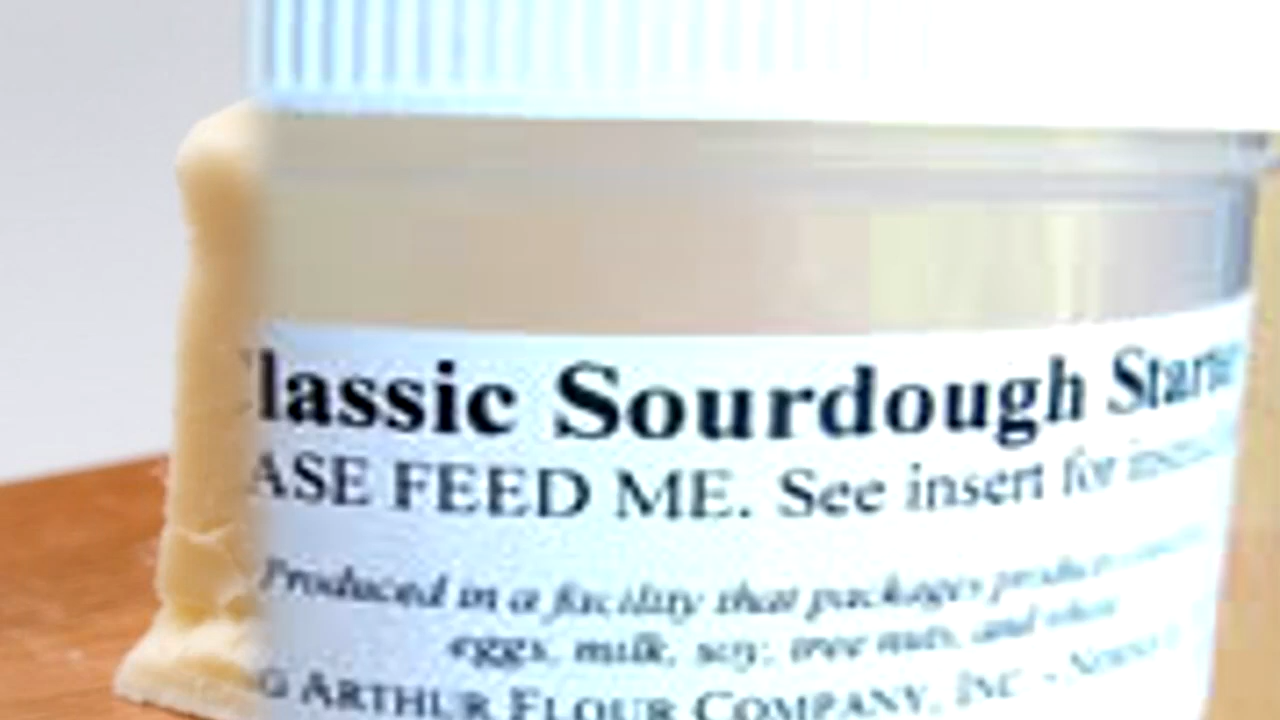 lassic Sourdough Star
ASE FEED ME. See insert for
Produced in a facility that packages
eggs, milk, soy, tree nuts, and
G ARTHUR FLOUR COMPANY, INC. -